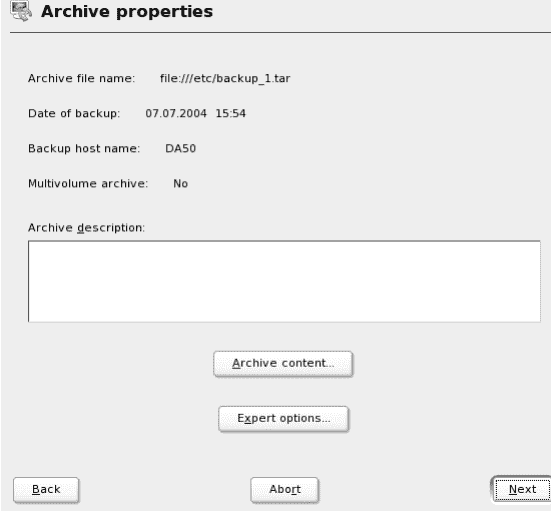 Archive properties
Archive file name: file:///etc/backup_1.tar
Date of backup: 07.07.2004 15:54
Backup host name: DA50
Multivolume archive: No
Archive description:
Archive content...
Expert options...
Back Abort Next